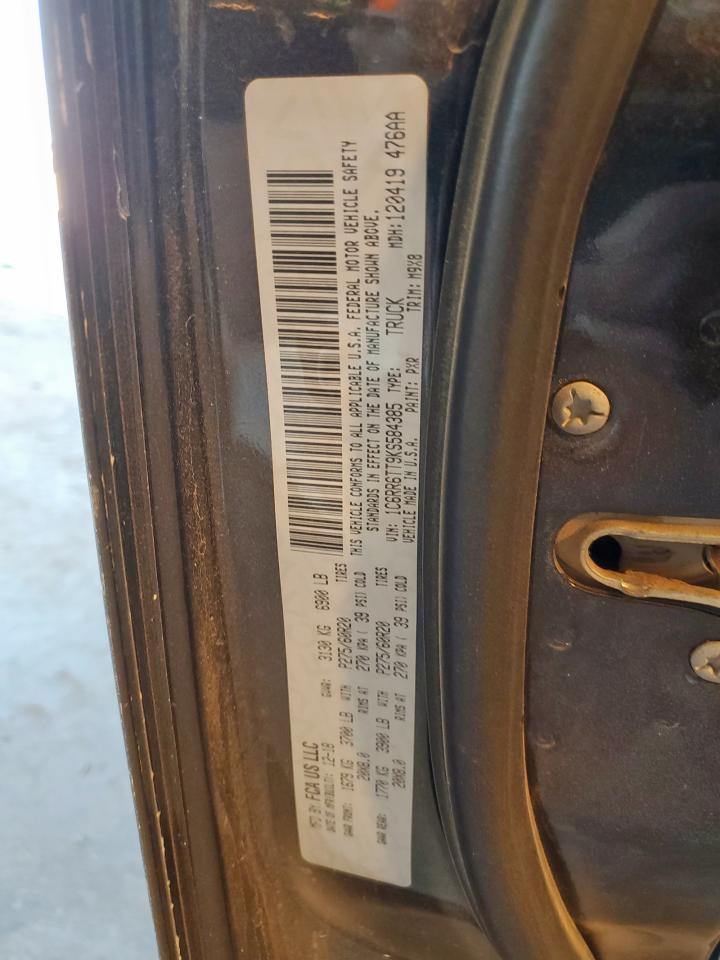 MFD BY FCA US LLC
DATE OF MFR(BUILT): 12-18 GVWR: 3130 KG 6900 LB
GAWR FRONT: 1679 KG 3700 LB WITH P275/60R20 TIRES
20X8.0 RIMS AT 270 KPA ( 39 PSI) COLD
GAWR REAR: 1770 KG 3900 LB WITH P275/60R20 TIRES
20X8.0 RIMS AT 270 KPA ( 39 PSI) COLD
THIS VEHICLE CONFORMS TO ALL APPLICABLE U.S.A. FEDERAL MOTOR VEHICLE SAFETY
STANDARDS IN EFFECT ON THE DATE OF MANUFACTURE SHOWN ABOVE.
VIN: 1C6RR6TT9KS584385 TYPE: TRUCK MDH:120419 476AA
VEHICLE MADE IN U.S.A. PAINT: PXR TRIM: M9X8